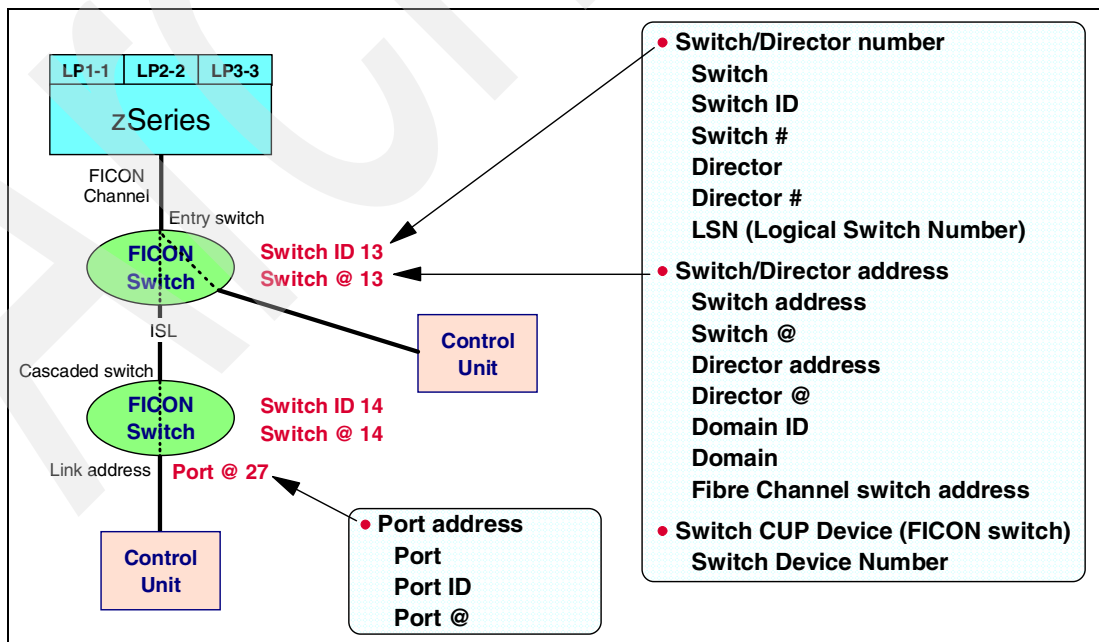 LP1-1 LP2-2 LP3-3
zSeries
FICON
Channel
Entry switch
FICON
Switch
Switch ID 13
Switch @ 13
ISL
Control
Unit
Cascaded switch
FICON
Switch
Switch ID 14
Switch @ 14
Link address
Port @ 27
Control
Unit
• Port address
Port
Port ID
Port @
• Switch/Director number
Switch
Switch ID
Switch #
Director
Director #
LSN (Logical Switch Number)
• Switch/Director address
Switch address
Switch @
Director address
Director @
Domain ID
Domain
Fibre Channel switch address
• Switch CUP Device (FICON switch)
Switch Device Number